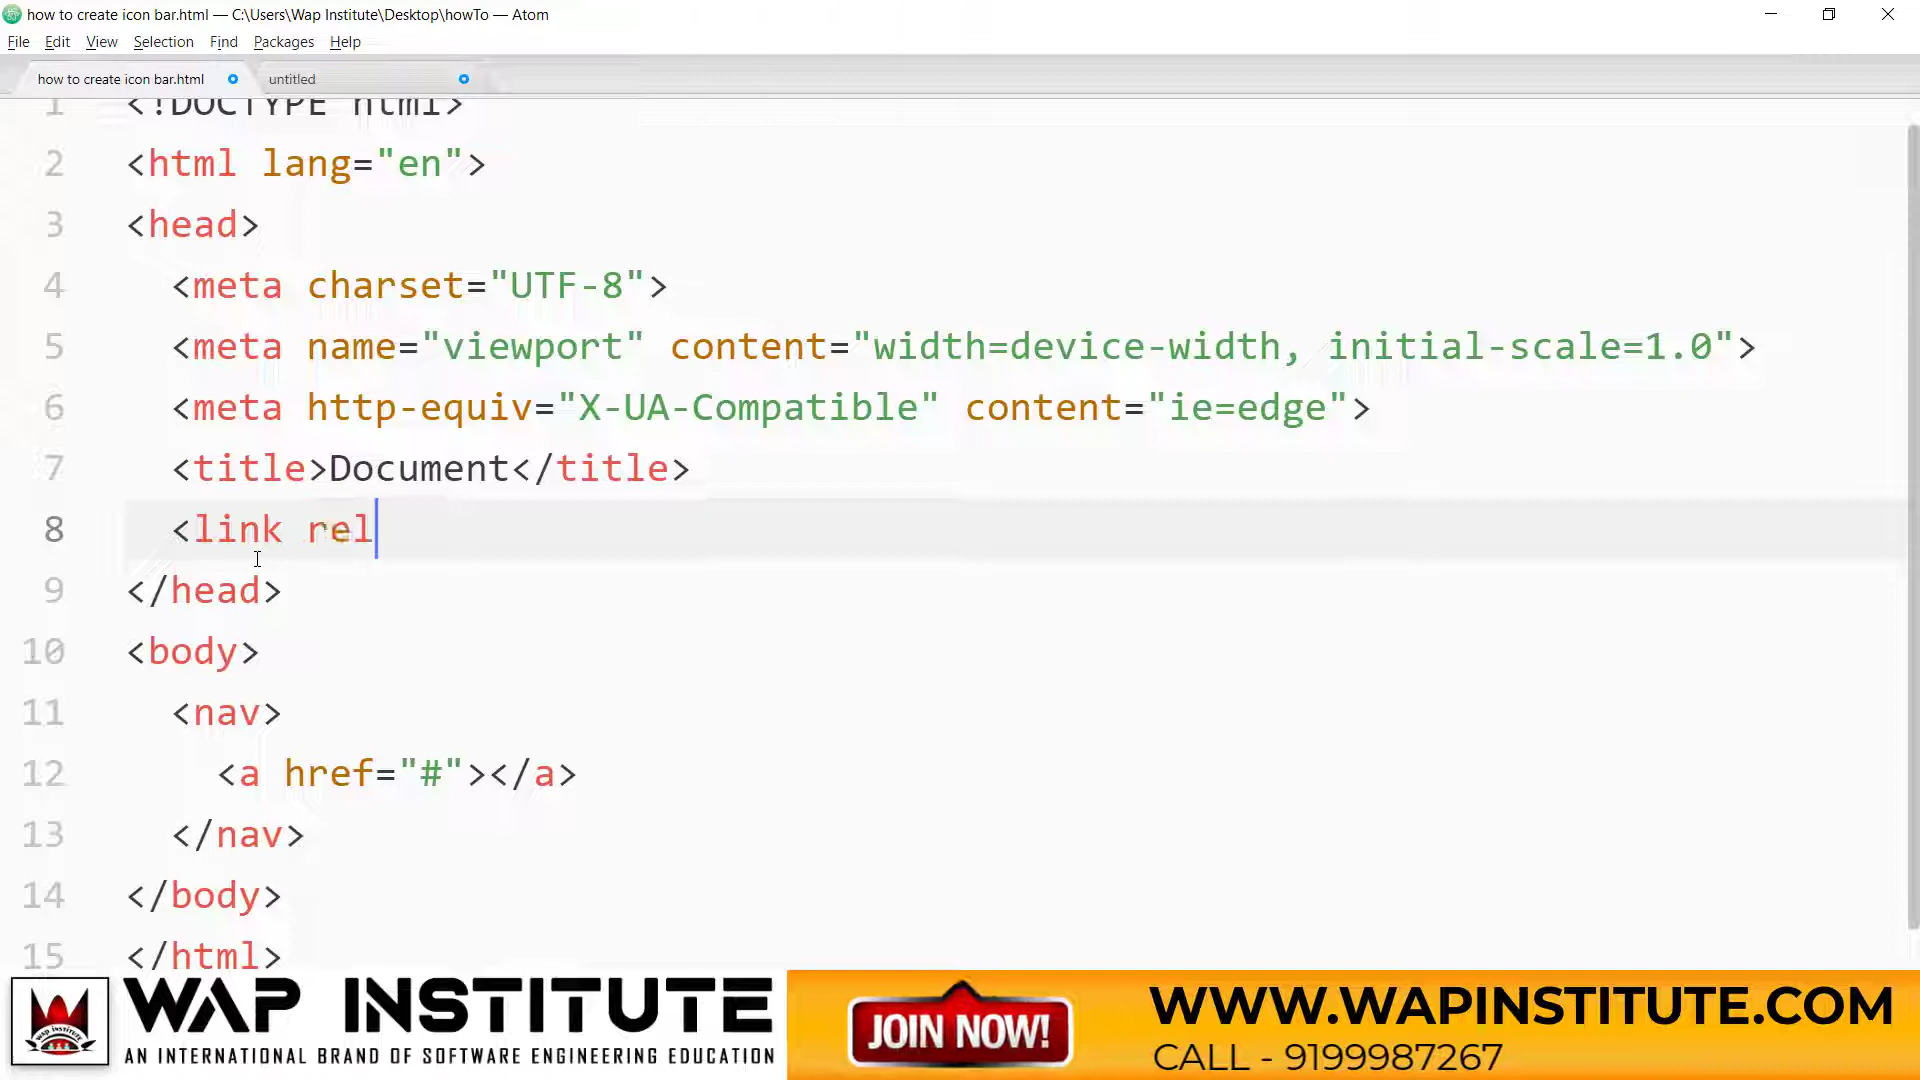 how to create icon bar.html — C:\Users\Wap Institute\Desktop\howTo — Atom
File Edit View Selection Find Packages Help
how to create icon bar.html untitled
1 <!DOCTYPE html>
2 <html lang="en">
3 <head>
4 <meta charset="UTF-8">
5 <meta name="viewport" content="width=device-width, initial-scale=1.0">
6 <meta http-equiv="X-UA-Compatible" content="ie=edge">
7 <title>Document</title>
8 <link rel
9 </head>
10 <body>
11 <nav>
12 <a href="#"></a>
13 </nav>
14 </body>
15 </html>
WAP INSTITUTE
AN INTERNATIONAL BRAND OF SOFTWARE ENGINEERING EDUCATION
WAP INSTITUTE
JOIN NOW!
WWW.WAPINSTITUTE.COM
CALL - 9199987267